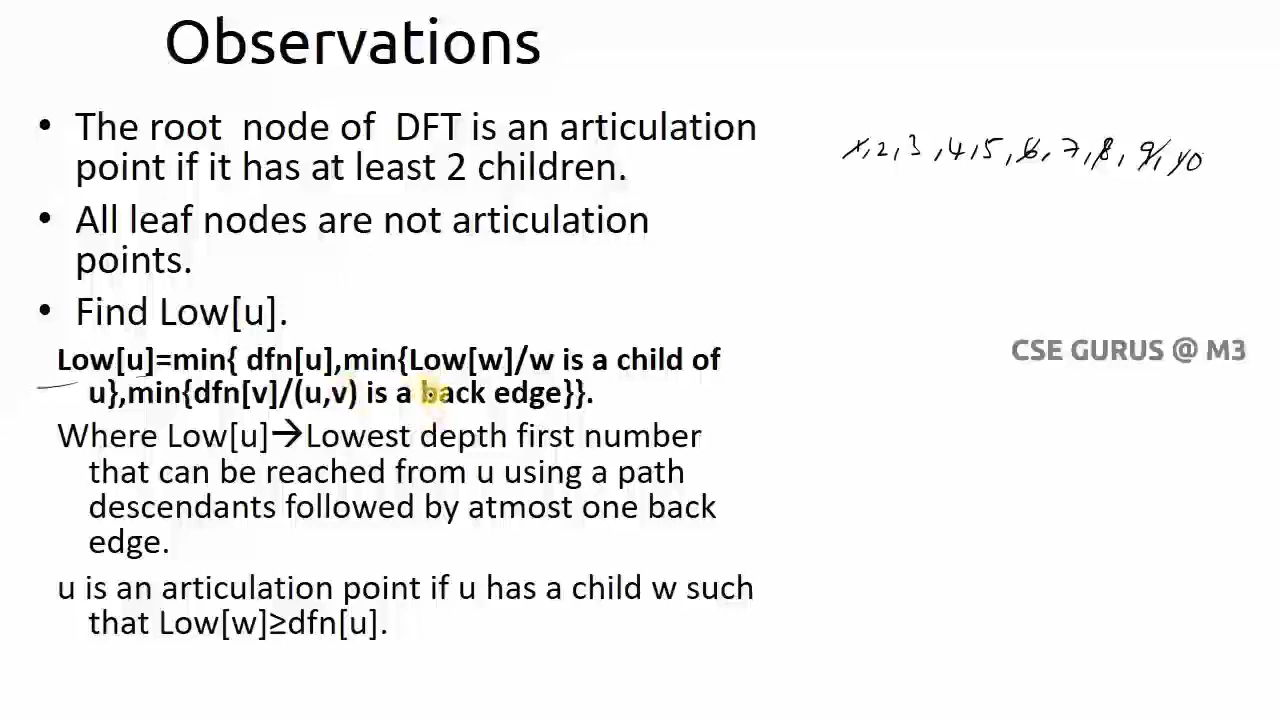 Observations
• The root node of DFT is an articulation
point if it has at least 2 children.
• All leaf nodes are not articulation
points.
• Find Low[u].
Low[u]=min{ dfn[u],min{Low[w]/w is a child of
u},min{dfn[v]/(u,v) is a back edge}}.
Where Low[u]→Lowest depth first number
that can be reached from u using a path
descendants followed by atmost one back
edge.
u is an articulation point if u has a child w such
that Low[w]≥dfn[u].
1,2,3,4,5,6,7,8,9,10
CSE GURUS @ M3